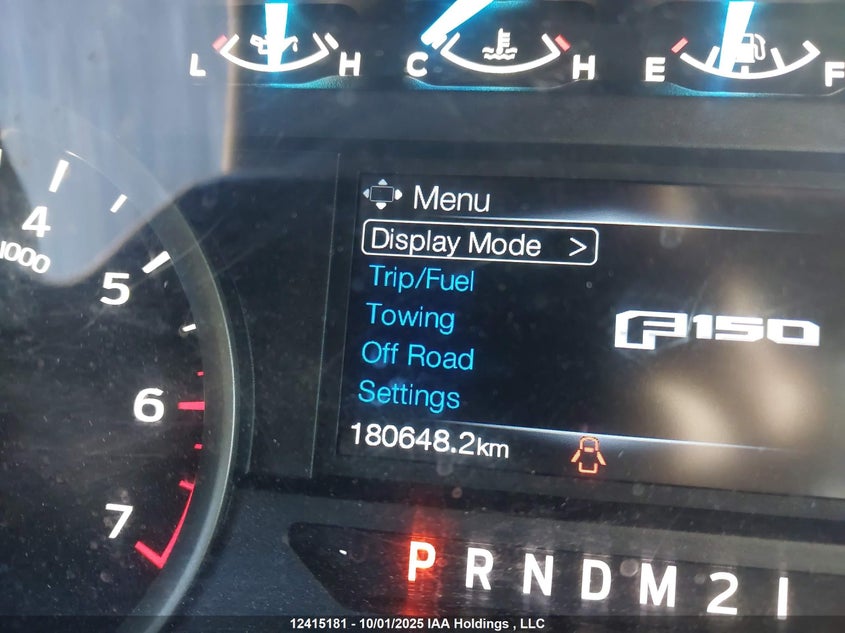 L H C H E F
Menu
Display Mode >
Trip/Fuel
Towing
F150
Off Road
Settings
180648.2km
4
5
6
7
P R N D M 2 1
12415181 - 10/01/2025 IAA Holdings , LLC